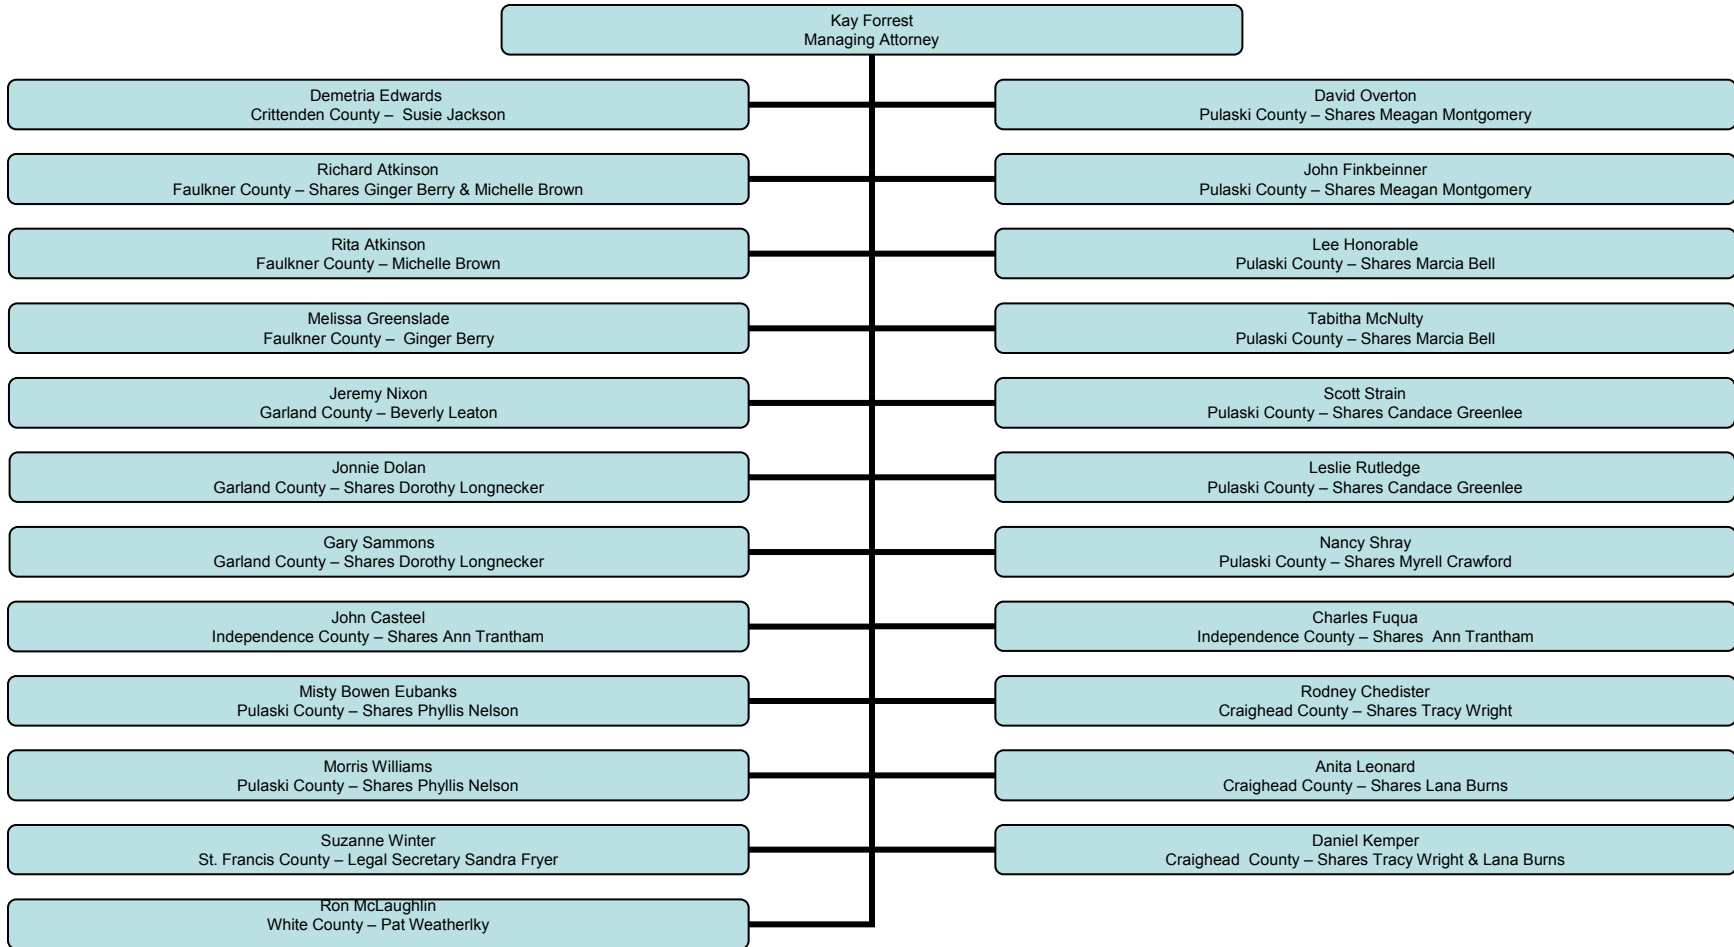 Kay Forrest
Managing Attorney
Demetria Edwards
Crittenden County – Susie Jackson
David Overton
Pulaski County – Shares Meagan Montgomery
Richard Atkinson
Faulkner County – Shares Ginger Berry & Michelle Brown
John Finkbeinner
Pulaski County – Shares Meagan Montgomery
Rita Atkinson
Faulkner County – Michelle Brown
Lee Honorable
Pulaski County – Shares Marcia Bell
Melissa Greenslade
Faulkner County – Ginger Berry
Tabitha McNulty
Pulaski County – Shares Marcia Bell
Jeremy Nixon
Garland County – Beverly Leaton
Scott Strain
Pulaski County – Shares Candace Greenlee
Jonnie Dolan
Garland County – Shares Dorothy Longnecker
Leslie Rutledge
Pulaski County – Shares Candace Greenlee
Gary Sammons
Garland County – Shares Dorothy Longnecker
Nancy Shray
Pulaski County – Shares Myrell Crawford
John Casteel
Independence County – Shares Ann Trantham
Charles Fuqua
Independence County – Shares Ann Trantham
Misty Bowen Eubanks
Pulaski County – Shares Phyllis Nelson
Rodney Chedister
Craighead County – Shares Tracy Wright
Morris Williams
Pulaski County – Shares Phyllis Nelson
Anita Leonard
Craighead County – Shares Lana Burns
Suzanne Winter
St. Francis County – Legal Secretary Sandra Fryer
Daniel Kemper
Craighead County – Shares Tracy Wright & Lana Burns
Ron McLaughlin
White County – Pat Weatherlky